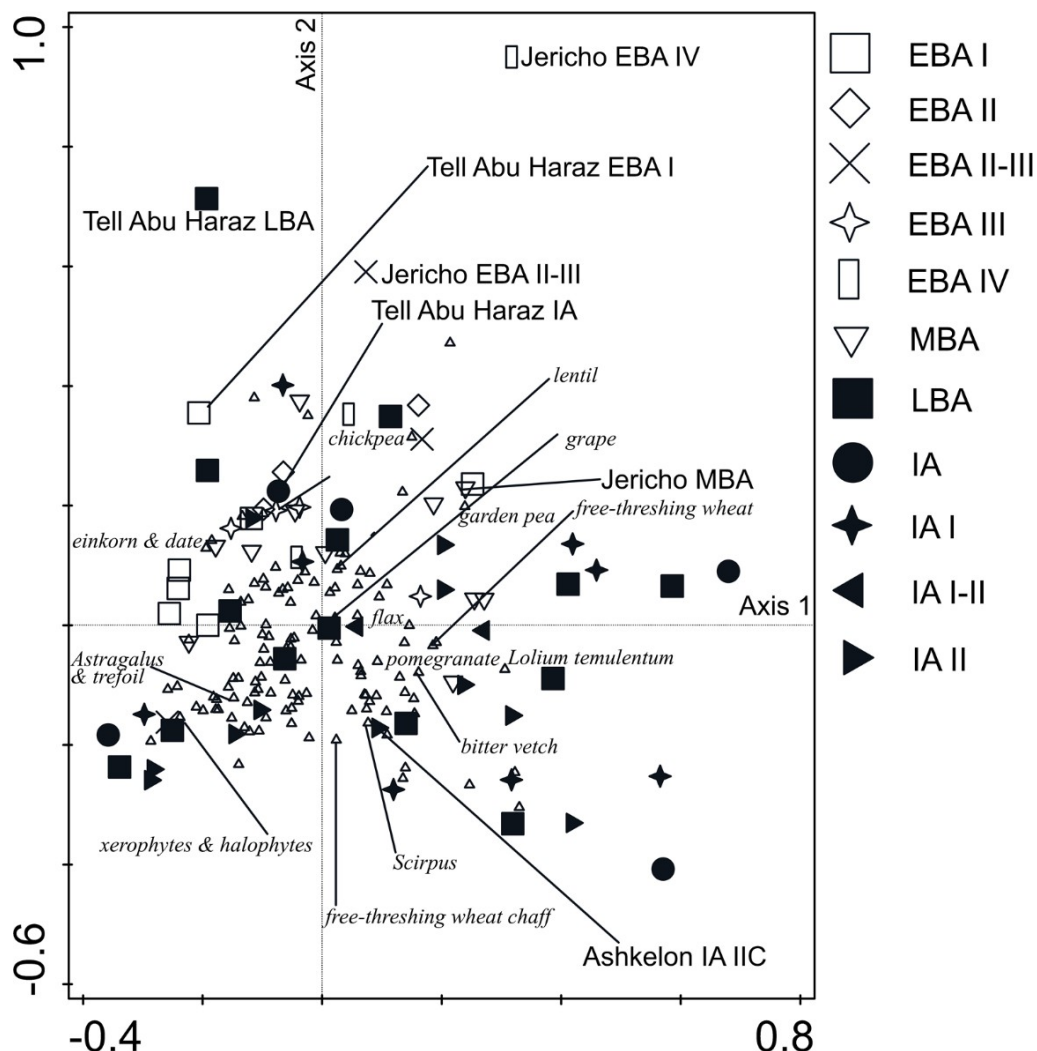 1.0
Axis 2
Jericho EBA IV
Tell Abu Haraz EBA I
Tell Abu Haraz LBA
Jericho EBA II-III
Tell Abu Haraz IA
lentil
chickpea
grape
Jericho MBA
garden pea
free-threshing wheat
einkorn & date
Axis 1
flax
Astragalus
& trefoil
pomegranate
Lolium temulentum
bitter vetch
xerophytes & halophytes
Scirpus
free-threshing wheat chaff
Ashkelon IA IIC
-0.6
-0.4
0.8
EBA I
EBA II
EBA II-III
EBA III
EBA IV
MBA
LBA
IA
IA I
IA I-II
IA II